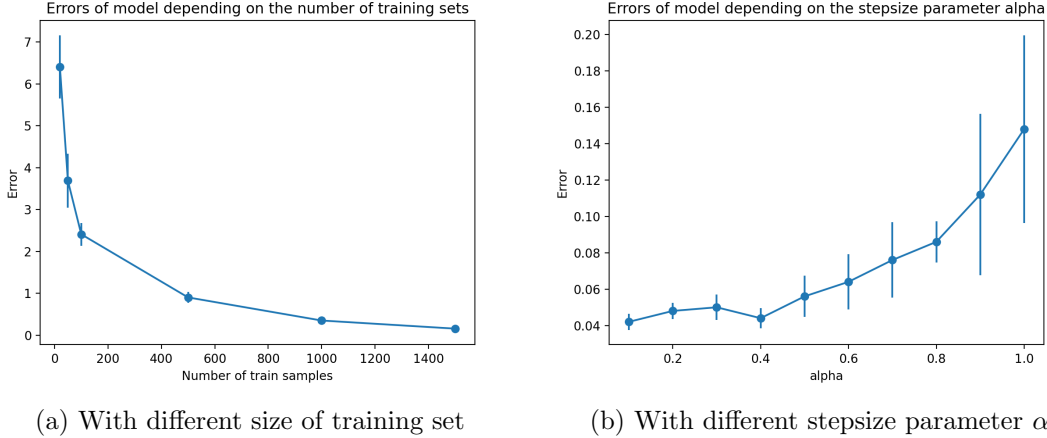 Errors of model depending on the number of training sets
7
6
5
4
3
2
1
0
Error
0 200 400 600 800 1000 1200 1400
Number of train samples
(a) With different size of training set
Errors of model depending on the stepsize parameter alpha
0.20
0.18
0.16
0.14
0.12
0.10
0.08
0.06
0.04
Error
0.2 0.4 0.6 0.8 1.0
alpha
(b) With different stepsize parameter α